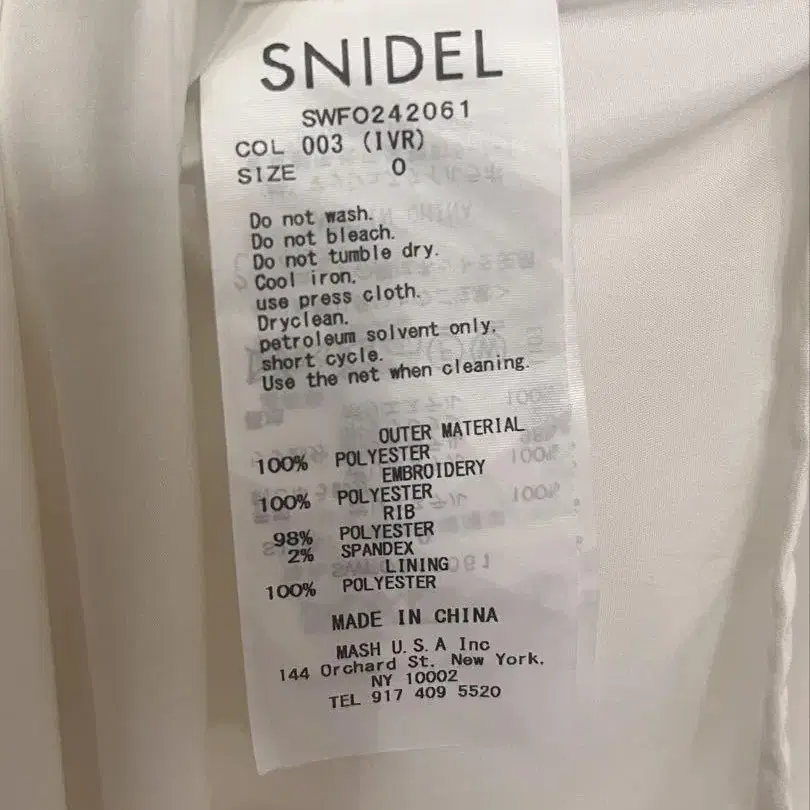 SNIDEL
SWFO242061
COL 003 (IVR)
SIZE 0
Do not wash.
Do not bleach.
Do not tumble dry.
Cool iron.
use press cloth.
Dryclean.
petroleum solvent only,
short cycle.
Use the net when cleaning.
OUTER MATERIAL
100% POLYESTER
EMBROIDERY
100% POLYESTER
RIB
98% POLYESTER
2% SPANDEX
LINING
100% POLYESTER
MADE IN CHINA
MASH U.S.A Inc
144 Orchard St. New York,
NY 10002
TEL 917 409 5520